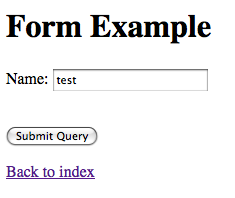 Form Example
Name: test
Submit Query
Back to index